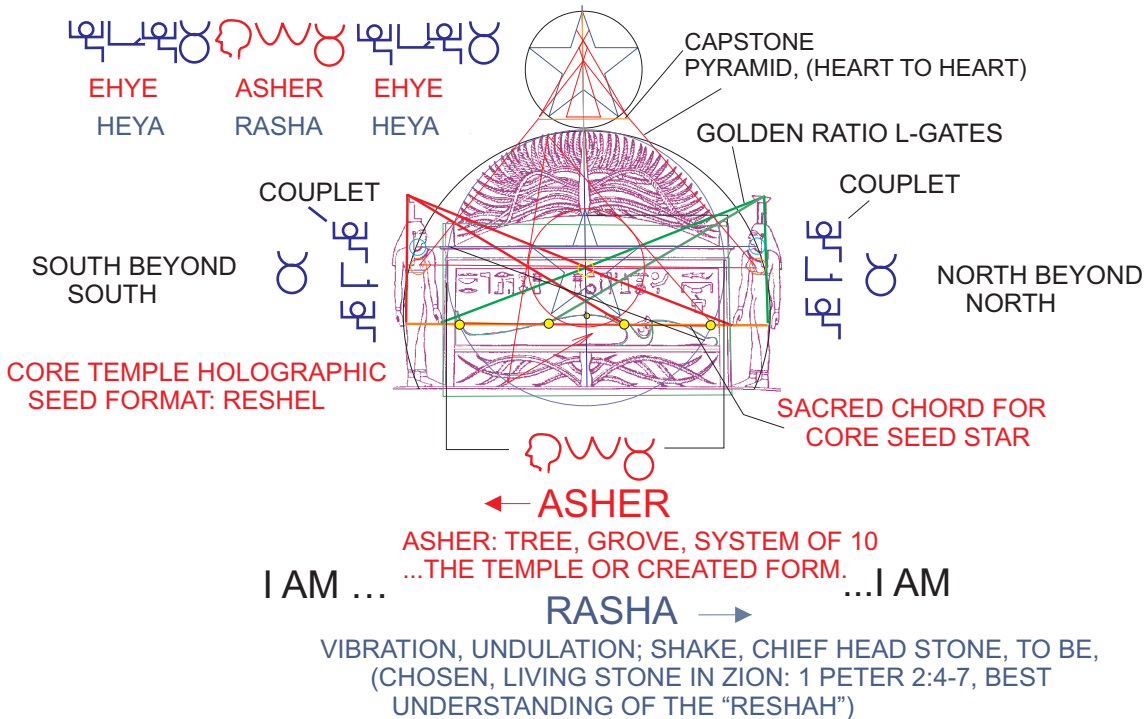 EHYE ASHER EHYE
HEYA RASHA HEYA
CAPSTONE
PYRAMID, (HEART TO HEART)
GOLDEN RATIO L-GATES
COUPLET
COUPLET
SOUTH BEYOND
SOUTH
NORTH BEYOND
NORTH
CORE TEMPLE HOLOGRAPHIC
SEED FORMAT: RESHEL
SACRED CHORD FOR
CORE SEED STAR
ASHER
ASHER: TREE, GROVE, SYSTEM OF 10
...THE TEMPLE OR CREATED FORM.
I AM ... ...I AM
RASHA
VIBRATION, UNDULATION; SHAKE, CHIEF HEAD STONE, TO BE,
(CHOSEN, LIVING STONE IN ZION: 1 PETER 2:4-7, BEST
UNDERSTANDING OF THE “RESHAH”)